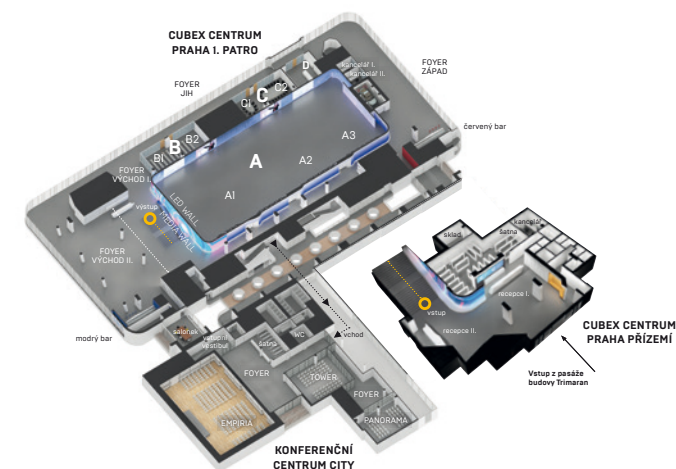 CUBEX CENTRUM
PRAHA 1. PATRO
FOYER
JIH
D
kancelář I.
kancelář II.
FOYER
ZÁPAD
C
C1
C2
červený bar
B
B1
B2
A
A1
A2
A3
FOYER
VÝCHOD I.
LED WALL
MEDIA WALL
výstup
FOYER
VÝCHOD II.
modrý bar
salonek
vstupní
vestibul
šatna
WC
vchod
FOYER
TOWER
FOYER
EMPIRIA
PANORAMA
KONFERENČNÍ
CENTRUM CITY
sklad
šatna
kancelář
recepce I.
vstup
recepce II.
CUBEX CENTRUM
PRAHA PŘÍZEMÍ
Vstup z pasáže
budovy Trimaran